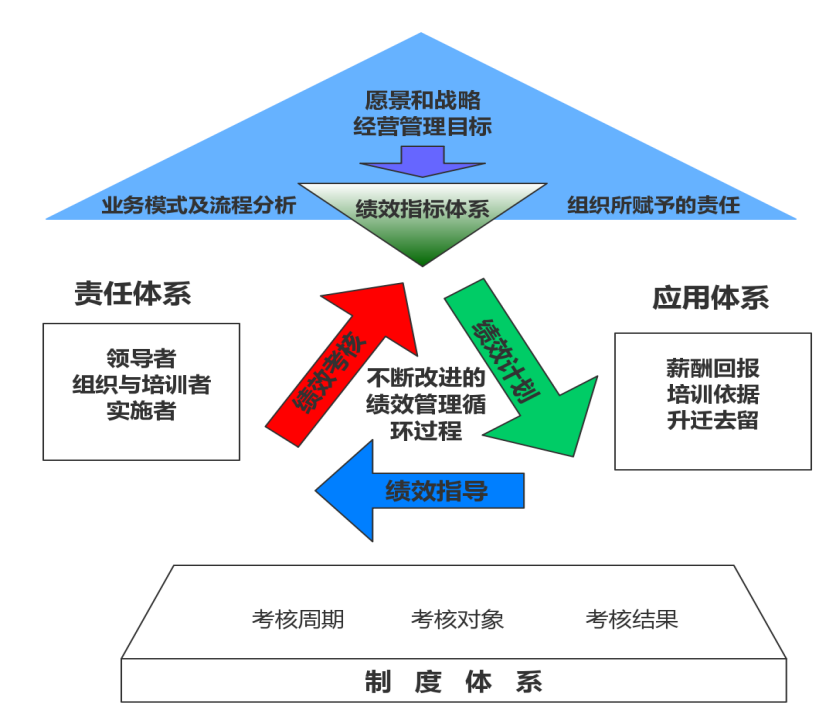 愿景和战略
经营管理目标
业务模式及流程分析
绩效指标体系
组织所赋予的责任
责任体系
领导者
组织与培训者
实施者
绩效考核
绩效计划
不断改进的
绩效管理循
环过程
绩效指导
应用体系
薪酬回报
培训依据
升迁去留
考核周期 考核对象 考核结果
制 度 体 系